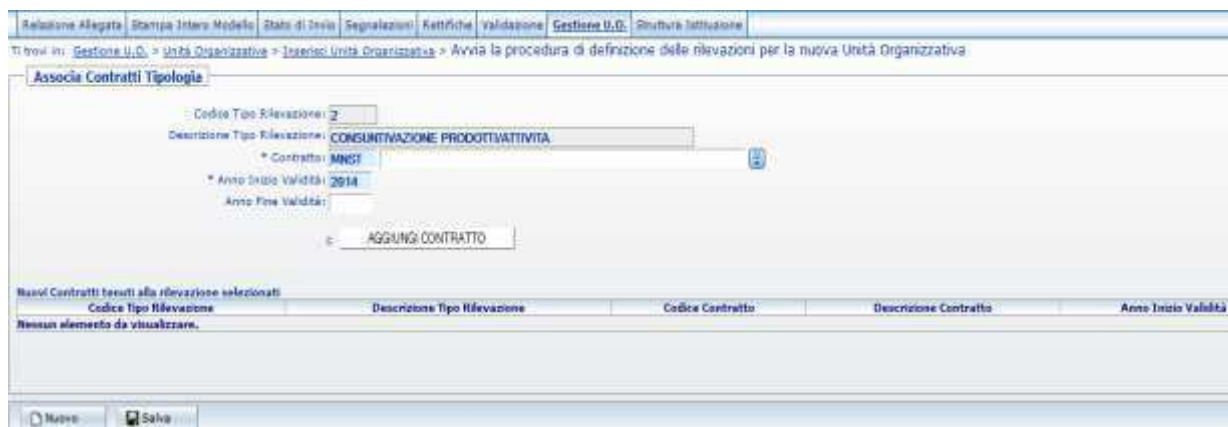 Relazione Allegata Stampa Intero Modello Stato di Invio Segnalazioni Rettifiche Validazione Gestione U.O. Struttura Istituzione
Ti trovi in: Gestione U.O. > Unità Organizzative > Inserisci Unità Organizzativa > Avvia la procedura di definizione delle rilevazioni per la nuova Unità Organizzativa
Associa Contratti Tipologia
Codice Tipo Rilevazione: 2
Descrizione Tipo Rilevazione: CONSUNTIVAZIONE PRODOTTI/ATTIVITA
* Contratto: MNST
* Anno Inizio Validità: 2014
Anno Fine Validità:
AGGIUNGI CONTRATTO
Nuovi Contratti tenuti alla rilevazione selezionati
Codice Tipo Rilevazione Descrizione Tipo Rilevazione Codice Contratto Descrizione Contratto Anno Inizio Validità
Nessun elemento da visualizzare.
Nuovo Salva